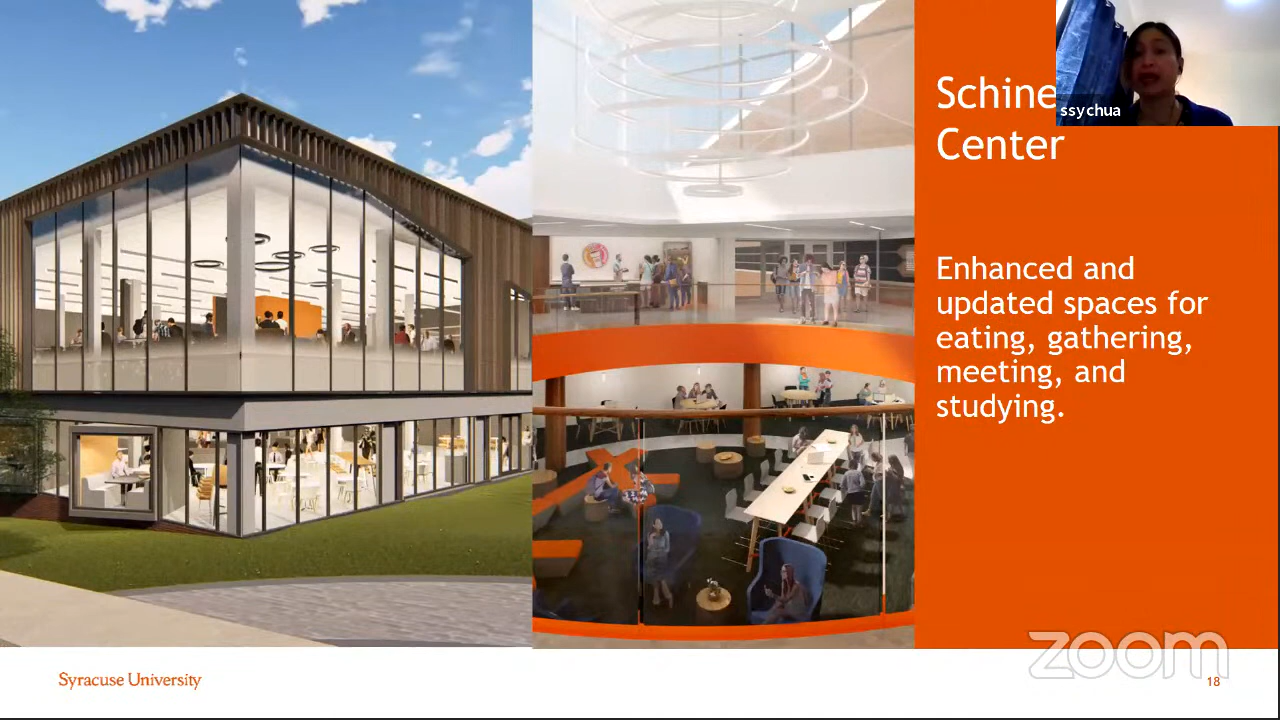 Schine
Center
ssychua
Enhanced and
updated spaces for
eating, gathering,
meeting, and
studying.
zoom
Syracuse University
18